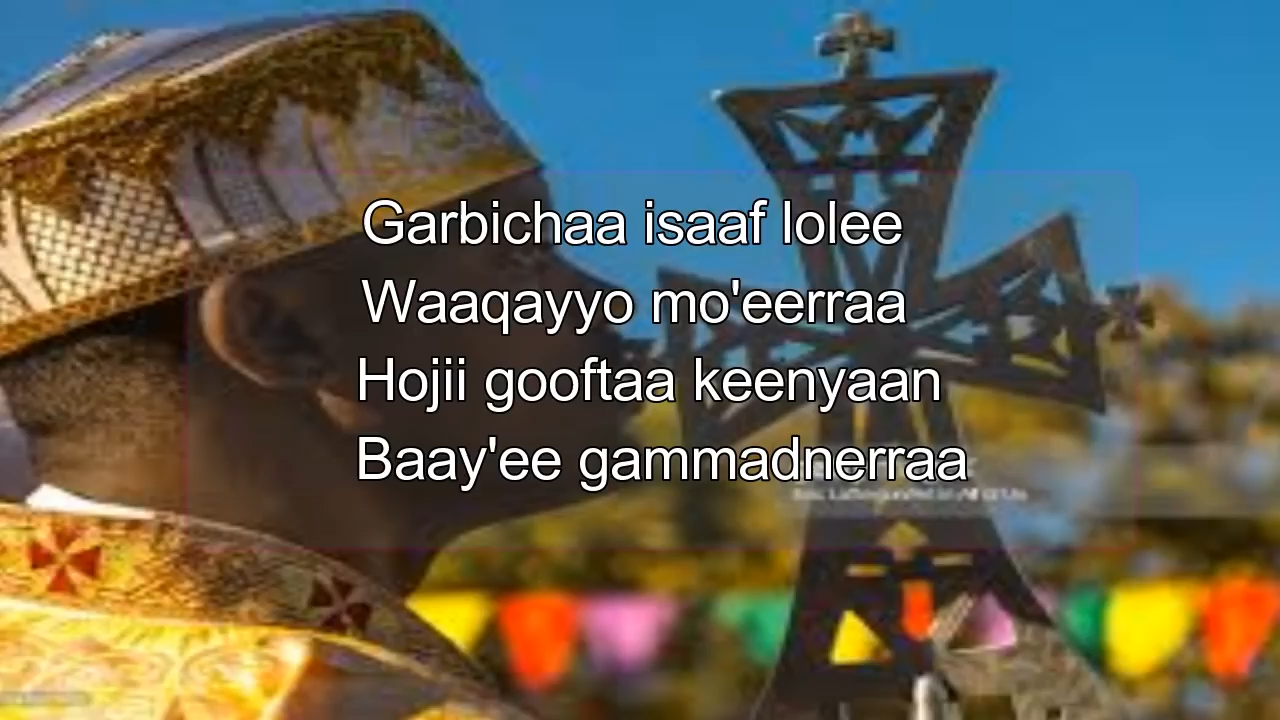 Garbichaa isaaf lolee
Waaqayyo mo'eerraa
Hojii gooftaa keenyaan
Baay'ee gammadnerraa